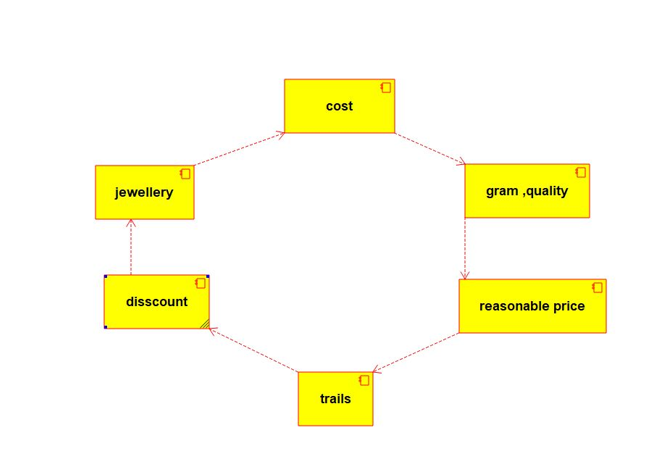 cost
jewellery
gram ,quality
disscount
reasonable price
trails